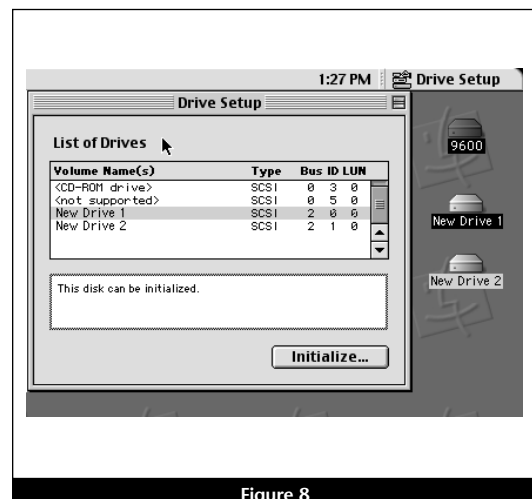 1:27 PM Drive Setup
Drive Setup
9600
List of Drives
Volume Name(s) Type Bus ID LUN
<CD-ROM drive> SCSI 0 3 0
<not supported> SCSI 0 5 0
New Drive 1 SCSI 2 0 0
New Drive 2 SCSI 2 1 0
New Drive 1
This disk can be initialized.
New Drive 2
Initialize...
Figure 8